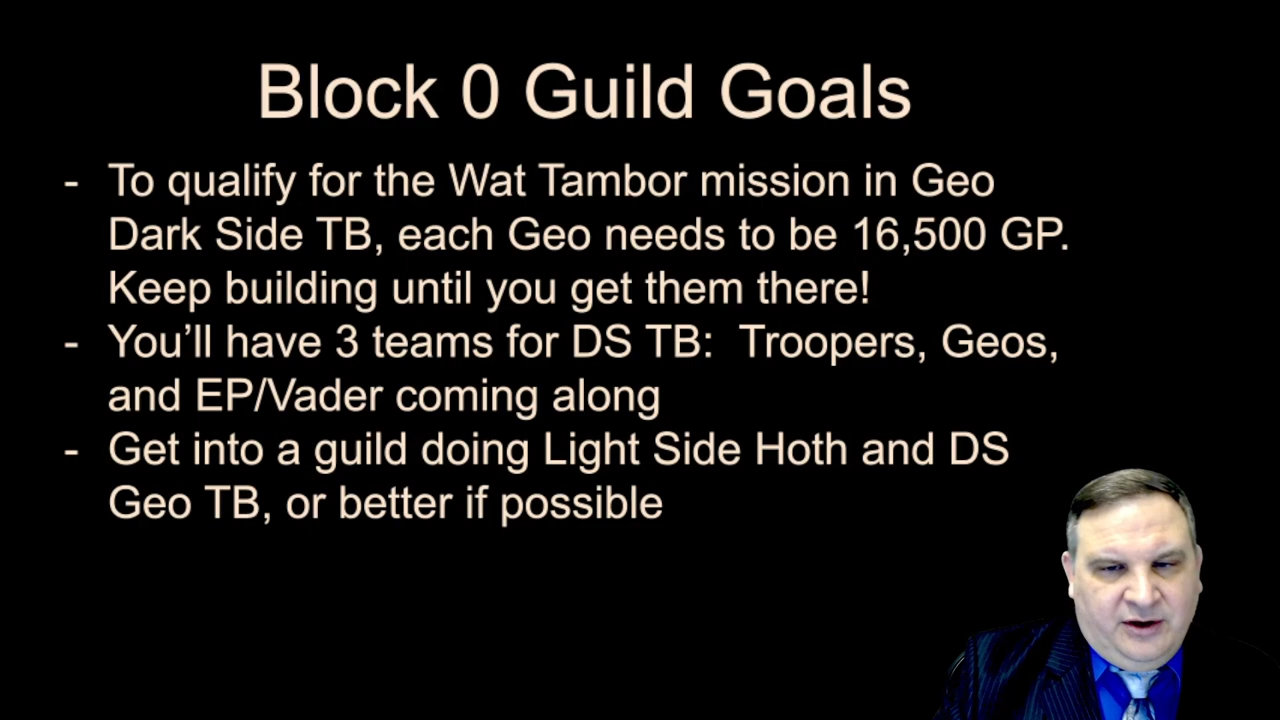 Block 0 Guild Goals
- To qualify for the Wat Tambor mission in Geo
Dark Side TB, each Geo needs to be 16,500 GP.
Keep building until you get them there!
- You’ll have 3 teams for DS TB:  Troopers, Geos,
and EP/Vader coming along
- Get into a guild doing Light Side Hoth and DS
Geo TB, or better if possible